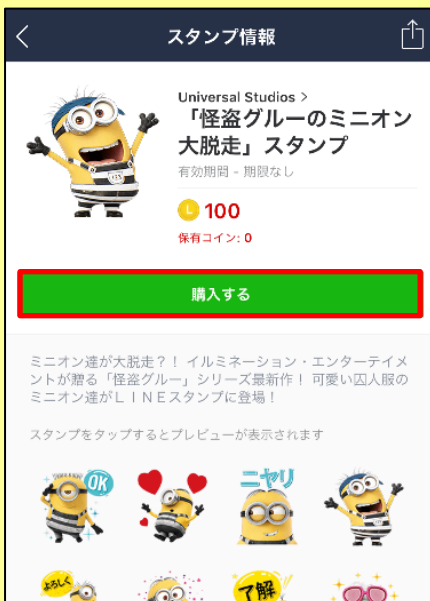 スタンプ情報
Universal Studios >
「怪盗グルーのミニオン
大脱走」スタンプ
有効期間 - 期限なし
L 100
保有コイン: 0
購入する
ミニオン達が大脱走?! イルミネーション・エンターテイメ
ントが贈る「怪盗グルー」シリーズ最新作! 可愛い囚人服の
ミニオン達がLINEスタンプに登場!
スタンプをタップするとプレビューが表示されます
OK
ニヤリ
よろしく
了解